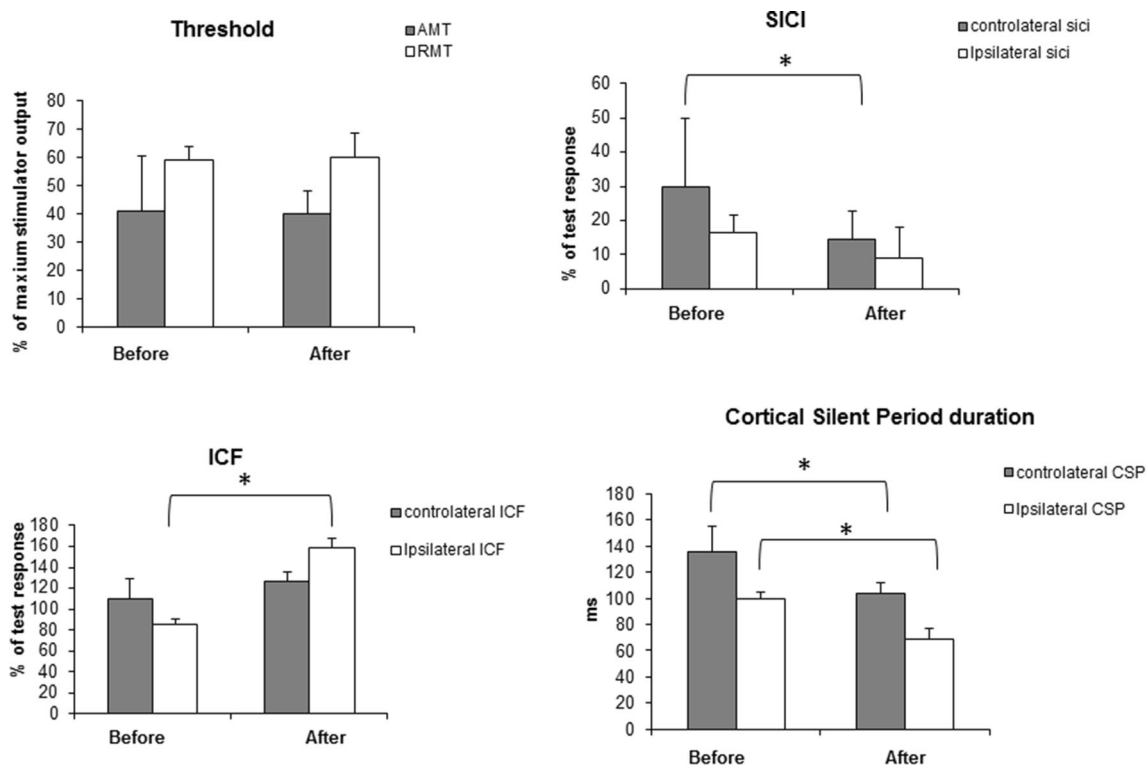 Threshold
AMT
RMT
% of maxium stimulator output
80
70
60
50
40
30
20
10
0
Before After
SICI
controlateral sici
Ipsilateral sici
*
% of test response
60
50
40
30
20
10
0
Before After
ICF
*
controlateral ICF
Ipsilateral ICF
% of test response
180
160
140
120
100
80
60
40
20
0
Before After
Cortical Silent Period duration
*
*
controlateral CSP
Ipsilateral CSP
ms
180
160
140
120
100
80
60
40
20
0
Before After